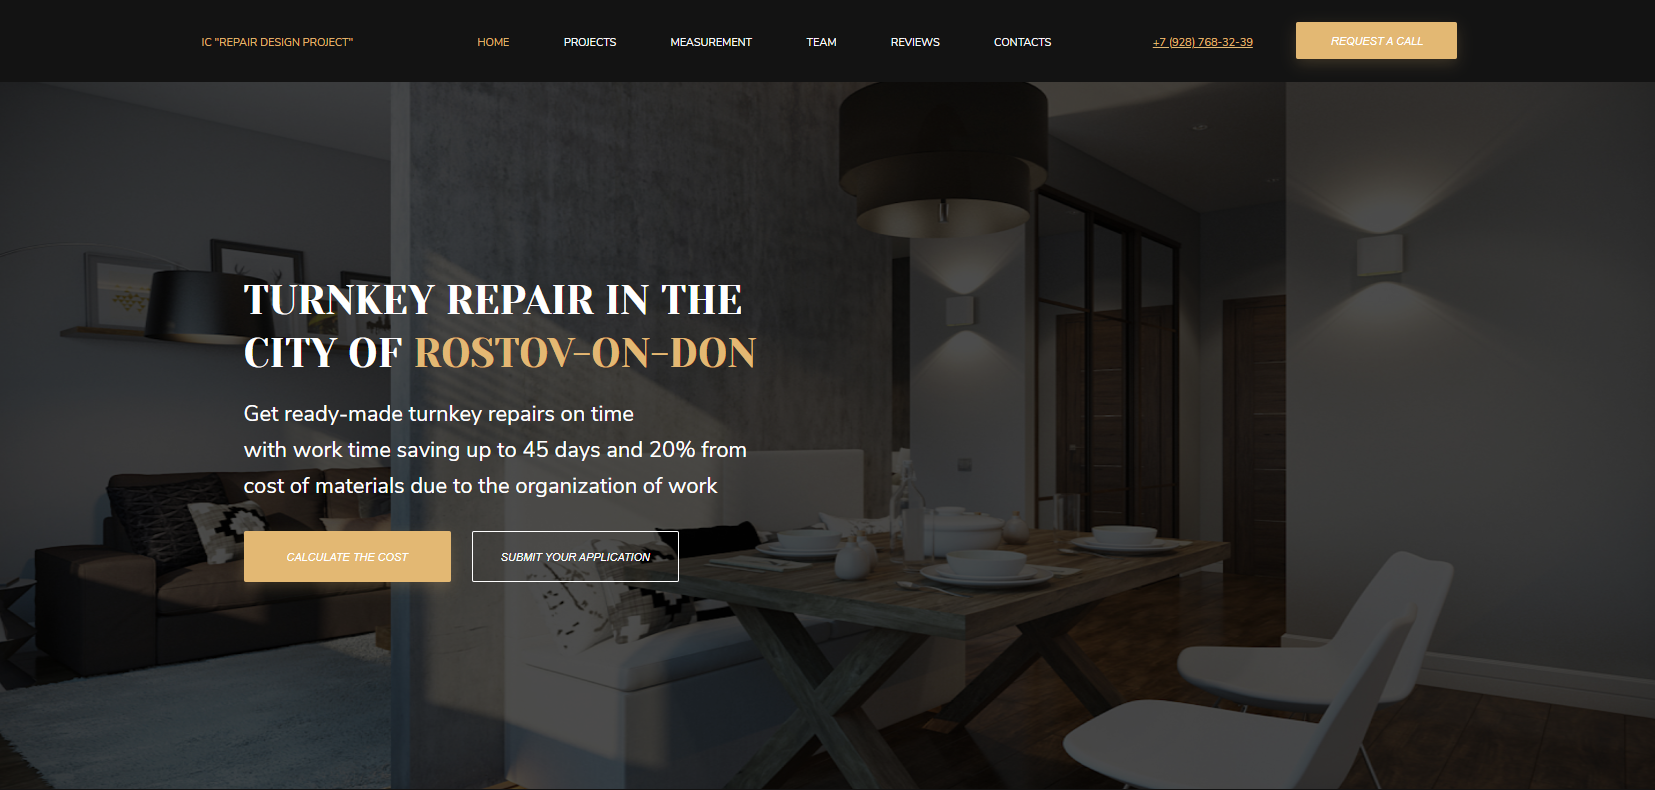 IC "REPAIR DESIGN PROJECT"
HOME
PROJECTS
MEASUREMENT
TEAM
REVIEWS
CONTACTS
+7 (928) 768-32-39
REQUEST A CALL
TURNKEY REPAIR IN THE
CITY OF ROSTOV-ON-DON
Get ready-made turnkey repairs on time
with work time saving up to 45 days and 20% from
cost of materials due to the organization of work
CALCULATE THE COST
SUBMIT YOUR APPLICATION